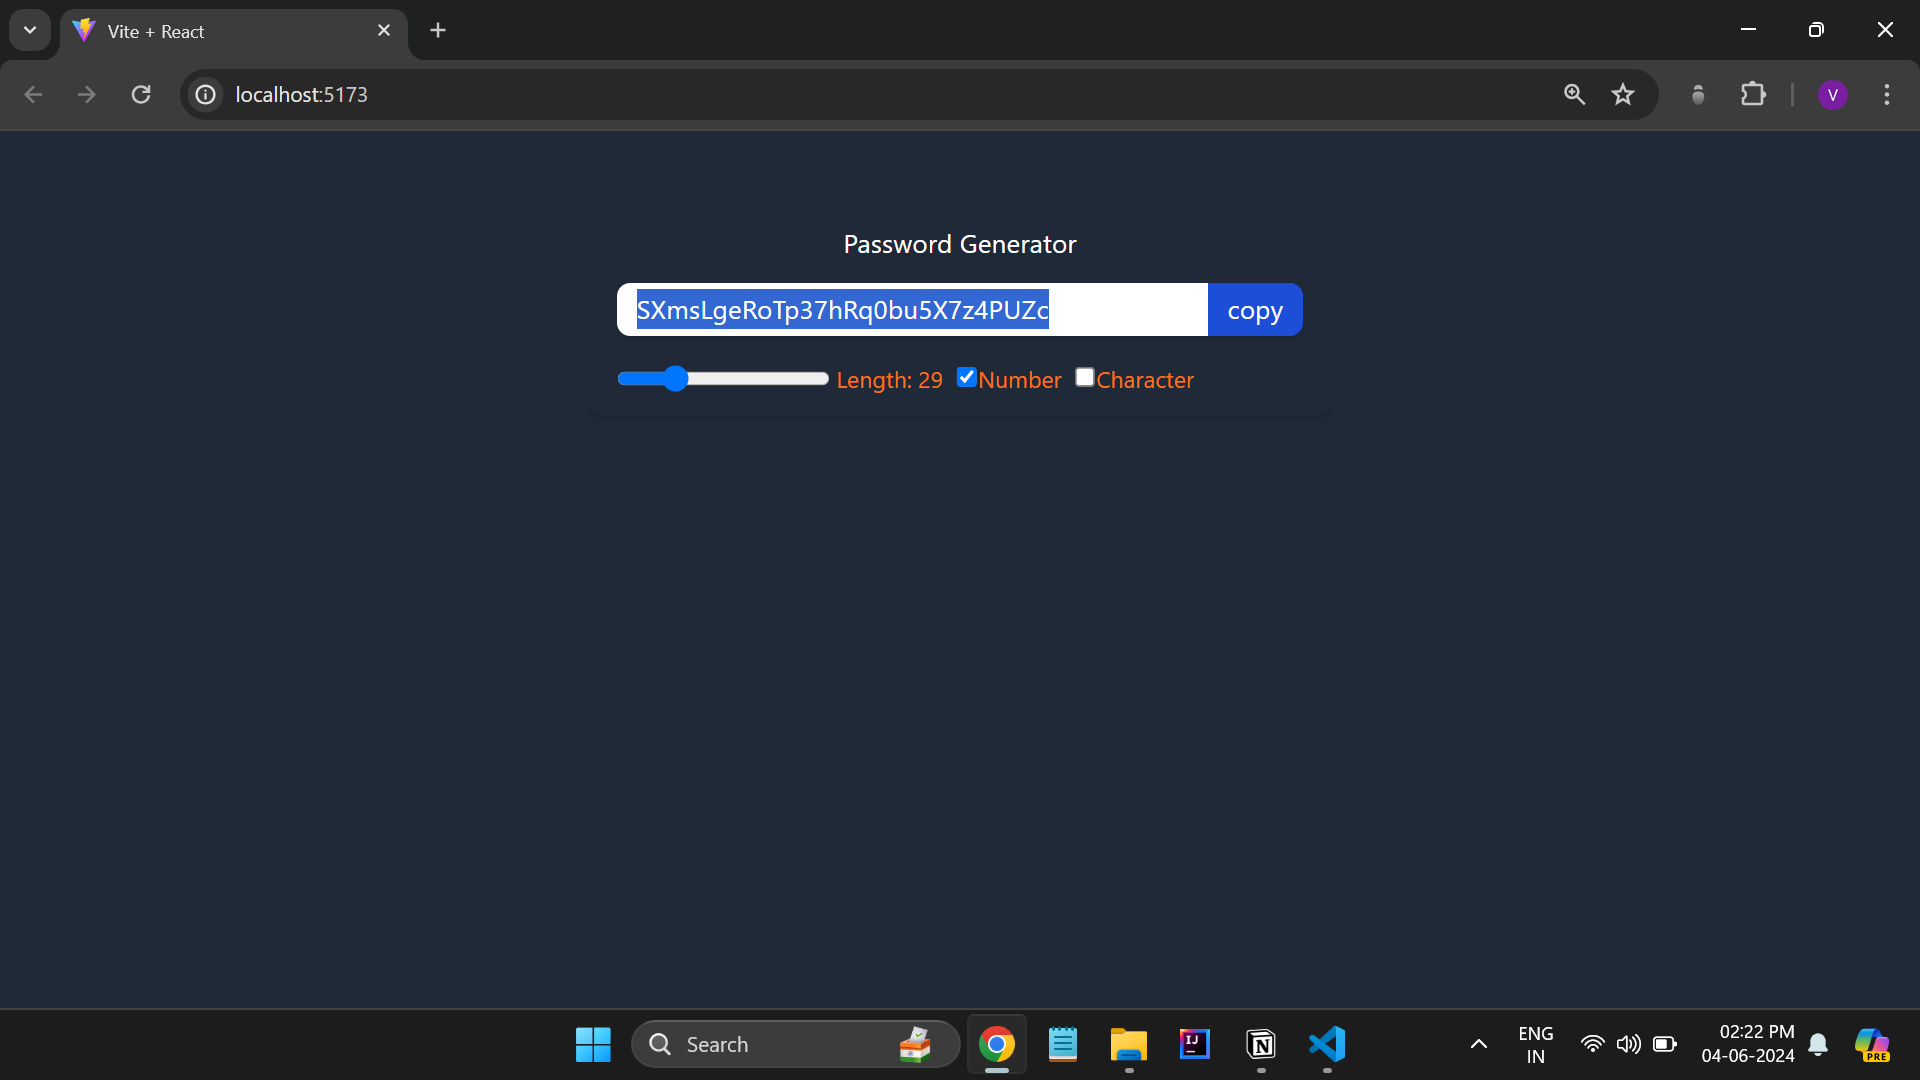 Vite + React
localhost:5173
V
Password Generator
SXmsLgeRoTp37hRq0bu5X7z4PUZc
copy
Length: 29 Number Character
Search
IJ
N
ENG
IN
02:22 PM
04-06-2024
PRE